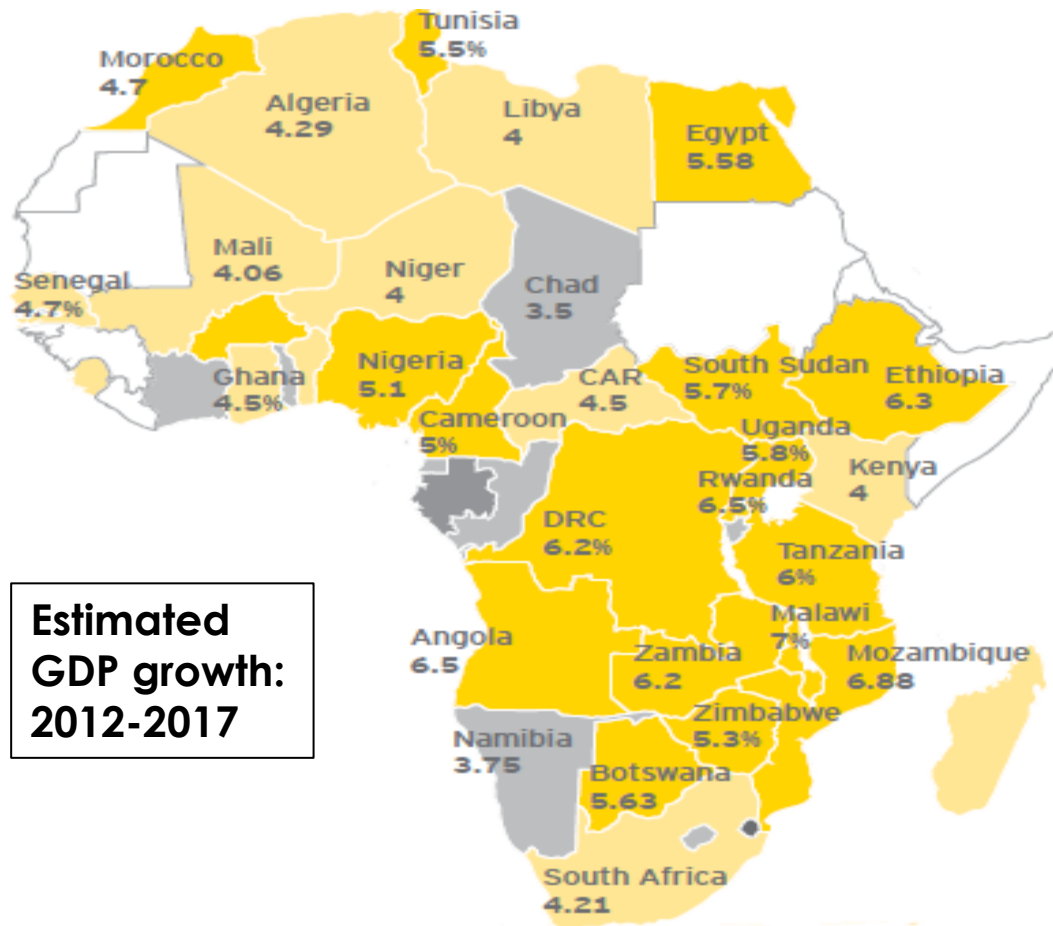 Tunisia
5.5%
Morocco
4.7
Algeria
4.29
Libya
4
Egypt
5.58
Mali
4.06
Niger
4
Senegal
4.7%
Chad
3.5
Nigeria
5.1
Ghana
4.5%
CAR
4.5
South Sudan
5.7%
Ethiopia
6.3
Cameroon
5%
Uganda
5.8%
Kenya
4
Rwanda
6.5%
DRC
6.2%
Tanzania
6%
Estimated
GDP growth:
2012-2017
Angola
6.5
Malawi
7%
Zambia
6.2
Mozambique
6.88
Zimbabwe
5.3%
Namibia
3.75
Botswana
5.63
South Africa
4.21